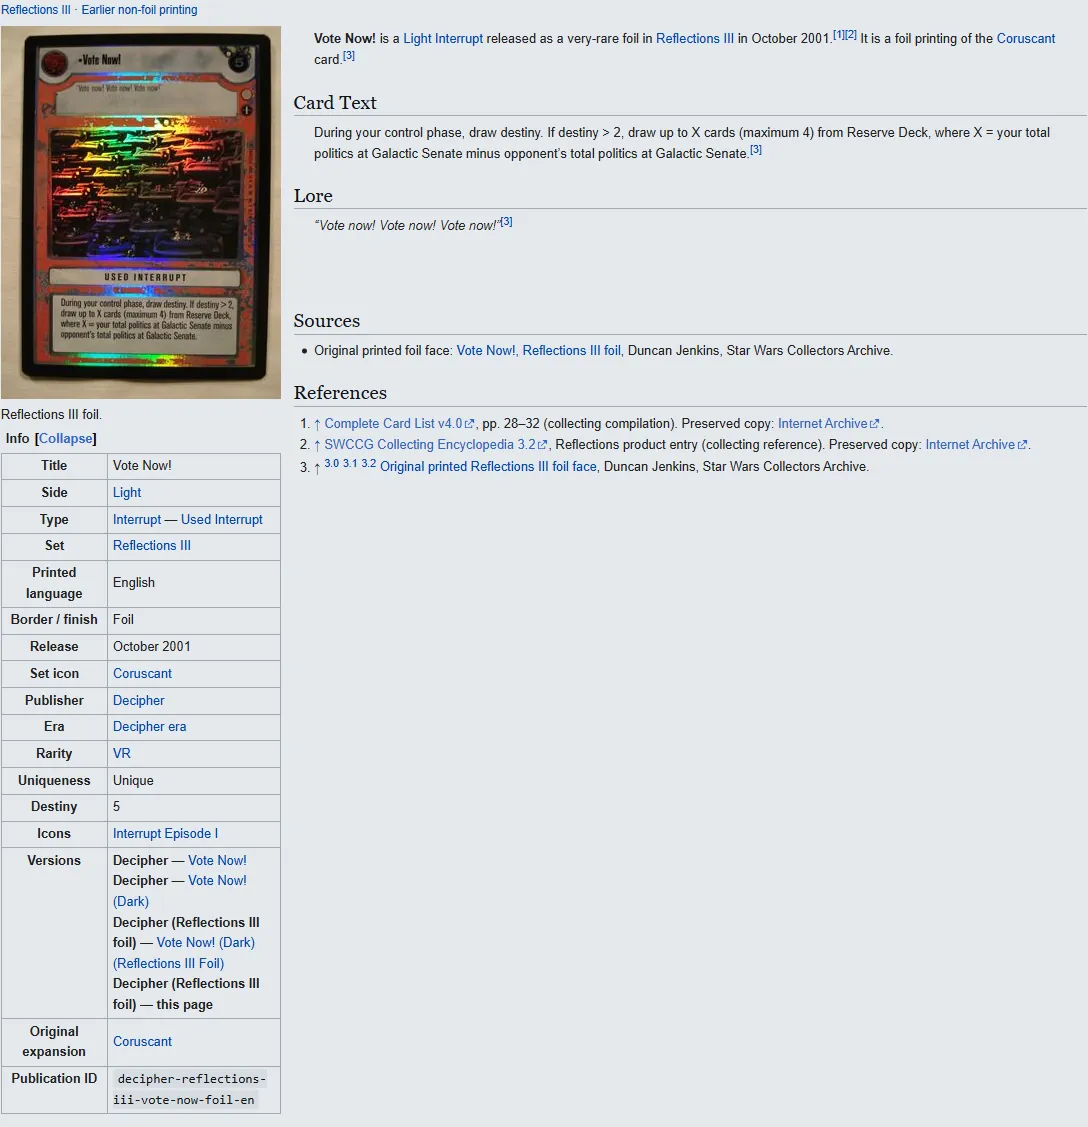 Reflections III · Earlier non-foil printing
•Vote Now!
5
"Vote now! Vote now! Vote now!"
USED INTERRUPT
During your control phase, draw destiny. If destiny > 2,
draw up to X cards (maximum 4) from Reserve Deck,
where X = your total politics at Galactic Senate minus
opponent's total politics at Galactic Senate.
Reflections III foil.
Info [Collapse]
Title Vote Now!
Side Light
Type Interrupt — Used Interrupt
Set Reflections III
Printed
language English
Border / finish Foil
Release October 2001
Set icon Coruscant
Publisher Decipher
Era Decipher era
Rarity VR
Uniqueness Unique
Destiny 5
Icons Interrupt Episode I
Versions Decipher — Vote Now!
Decipher — Vote Now!
(Dark)
Decipher (Reflections III
foil) — Vote Now! (Dark)
(Reflections III Foil)
Decipher (Reflections III
foil) — this page
Original
expansion Coruscant
Publication ID decipher-reflections-
iii-vote-now-foil-en
Vote Now! is a Light Interrupt released as a very-rare foil in Reflections III in October 2001.[1][2] It is a foil printing of the Coruscant
card.[3]
Card Text
During your control phase, draw destiny. If destiny > 2, draw up to X cards (maximum 4) from Reserve Deck, where X = your total
politics at Galactic Senate minus opponent's total politics at Galactic Senate.[3]
Lore
“Vote now! Vote now! Vote now!”[3]
Sources
• Original printed foil face: Vote Now!, Reflections III foil, Duncan Jenkins, Star Wars Collectors Archive.
References
1. ↑ Complete Card List v4.0, pp. 28–32 (collecting compilation). Preserved copy: Internet Archive.
2. ↑ SWCCG Collecting Encyclopedia 3.2, Reflections product entry (collecting reference). Preserved copy: Internet Archive.
3. ↑ 3.0 3.1 3.2 Original printed Reflections III foil face, Duncan Jenkins, Star Wars Collectors Archive.